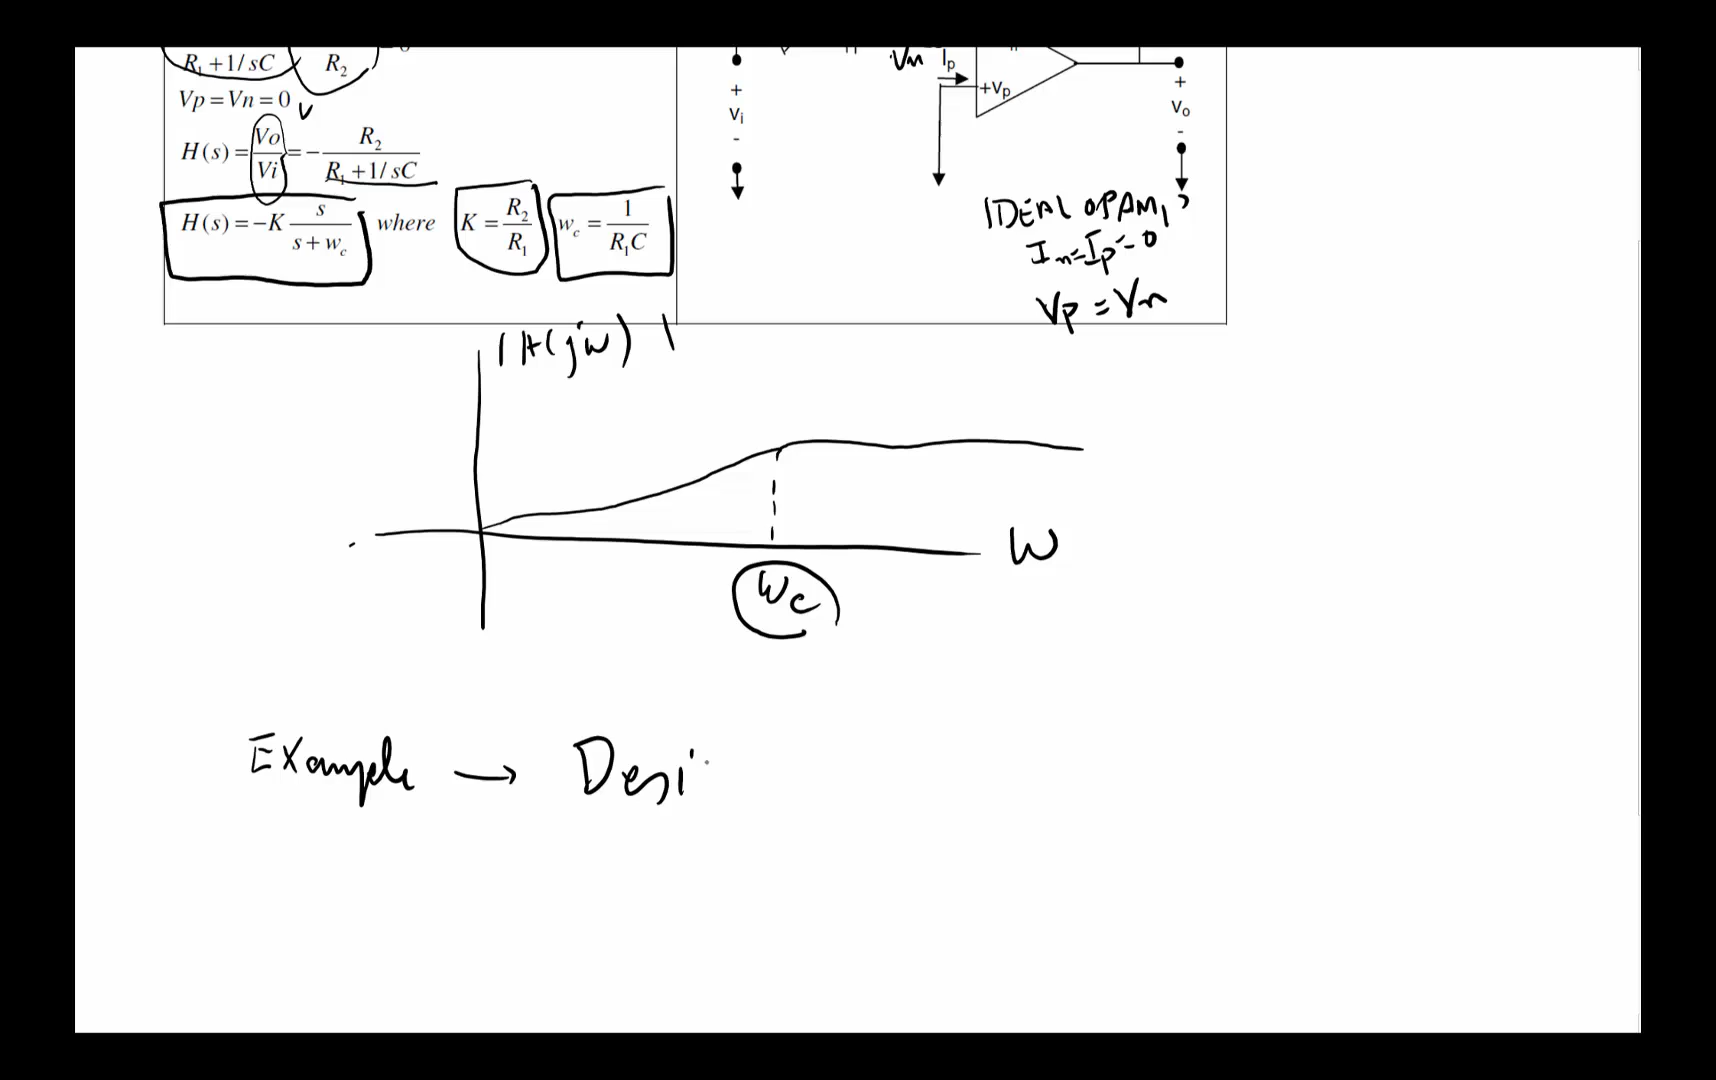 R₁ + 1/sC   R₂
Vp = Vn = 0
H(s) = Vo/Vi = − R₂/(R₁ + 1/sC)
H(s) = −K s/(s + w_c) where K = R₂/R₁ w_c = 1/(R₁C)
+
Vi
-
Vn Ip
+Vp
+
Vo
-
IDEAL OPAMP
In=Ip=0
Vp = Vn
|H(jw)|
W
Wc
Example → Desi